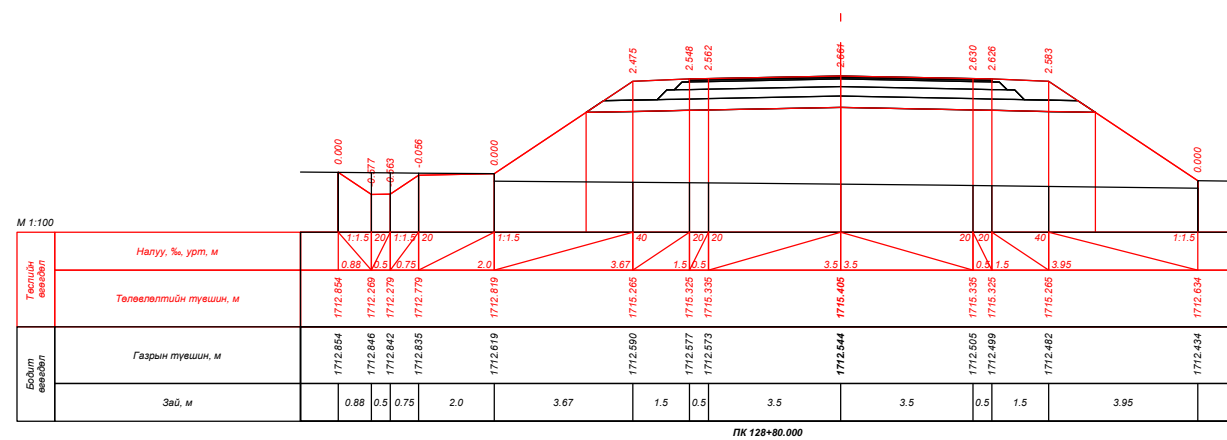 0.000 -0.577 -0.563 -0.056 0.000 2.475 2.548 2.562 2.661 2.630 2.626 2.583 0.000
М 1:100
Төслийн өгөгдөл
Налуу, ‰, урт, м
1:1.5 20 1:1.5 20 1:1.5 40 20 20 20 20 40 1:1.5
0.88 0.5 0.75 2.0 3.67 1.5 0.5 3.5 3.5 0.5 1.5 3.95
Төлөвлөлтийн түвшин, м
1712.854 1712.269 1712.279 1712.779 1712.819 1715.265 1715.325 1715.335 1715.405 1715.335 1715.325 1715.265 1712.634
Бодит өгөгдөл
Газрын түвшин, м
1712.854 1712.846 1712.842 1712.835 1712.619 1712.590 1712.577 1712.573 1712.544 1712.505 1712.499 1712.482 1712.434
Зай, м
0.88 0.5 0.75 2.0 3.67 1.5 0.5 3.5 3.5 0.5 1.5 3.95
ПК 128+80.000